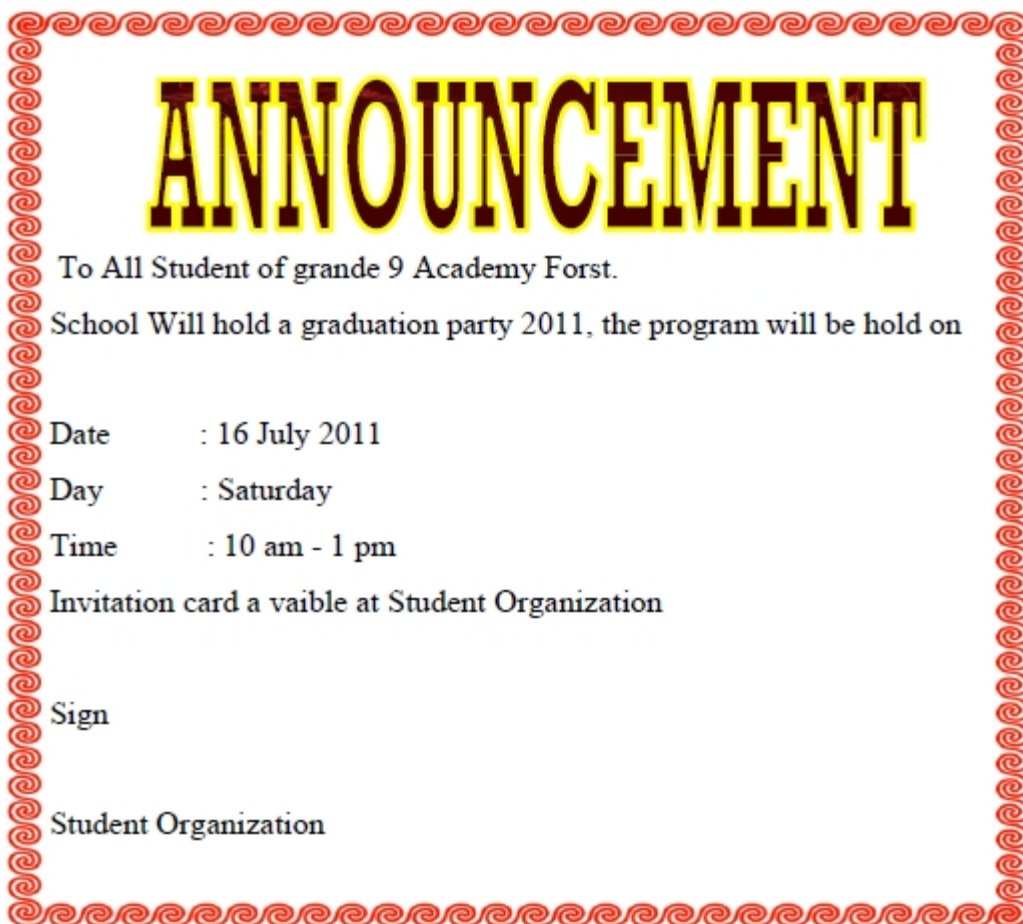 ANNOUNCEMENT
To All Student of grande 9 Academy Forst.
School Will hold a graduation party 2011, the program will be hold on
Date : 16 July 2011
Day : Saturday
Time : 10 am - 1 pm
Invitation card a vaible at Student Organization
Sign
Student Organization